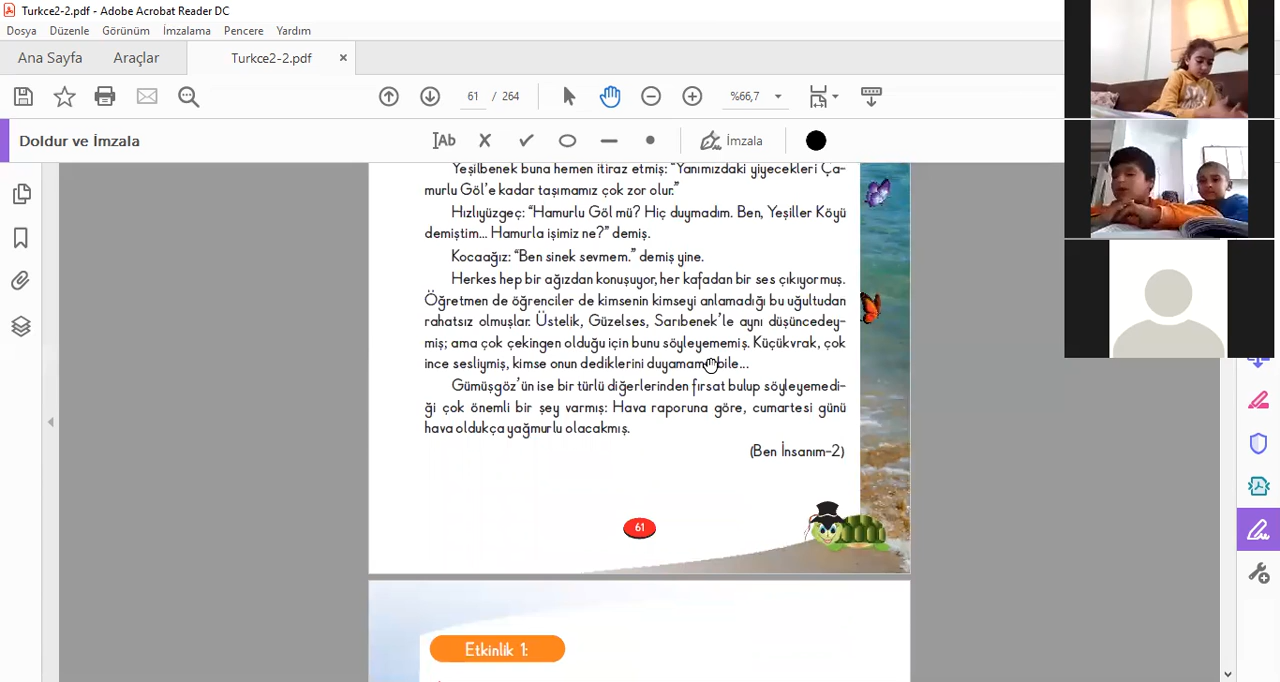 Turkce2-2.pdf - Adobe Acrobat Reader DC
Dosya Düzenle Görünüm İmzalama Pencere Yardım
Ana Sayfa Araçlar Turkce2-2.pdf ×
61 / 264 %66,7
Doldur ve İmzala
Ab İmzala
Yeşilbenek buna hemen itiraz etmiş: “Yanımızdaki yiyecekleri Ça-
murlu Göl’e kadar taşımamız çok zor olur.”
Hızlıyüzgeç: “Hamurlu Göl mü? Hiç duymadım. Ben, Yeşiller Köyü
demiştim... Hamurla işimiz ne?” demiş.
Kocaağız: “Ben sinek sevmem.” demiş yine.
Herkes hep bir ağızdan konuşuyor, her kafadan bir ses çıkıyormuş.
Öğretmen de öğrenciler de kimsenin kimseyi anlamadığı bu uğultudan
rahatsız olmuşlar. Üstelik, Güzelses, Sarıbenek’le aynı düşüncedey-
miş; ama çok çekingen olduğu için bunu söyleyememiş. Küçükvrak, çok
ince sesliymiş, kimse onun dediklerini duyamamı bile...
Gümüşgöz’ün ise bir türlü diğerlerinden fırsat bulup söyleyemedi-
ği çok önemli bir şey varmış: Hava raporuna göre, cumartesi günü
hava oldukça yağmurlu olacakmış.
(Ben İnsanım-2)
61
Etkinlik 1: